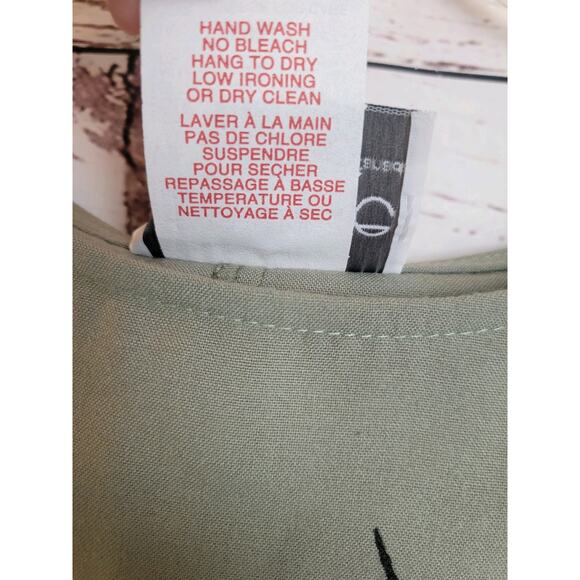 HAND WASH
NO BLEACH
HANG TO DRY
LOW IRONING
OR DRY CLEAN
LAVER À LA MAIN
PAS DE CHLORE
SUSPENDRE
POUR SECHER
REPASSAGE À BASSE
TEMPERATURE OU
NETTOYAGE À SEC